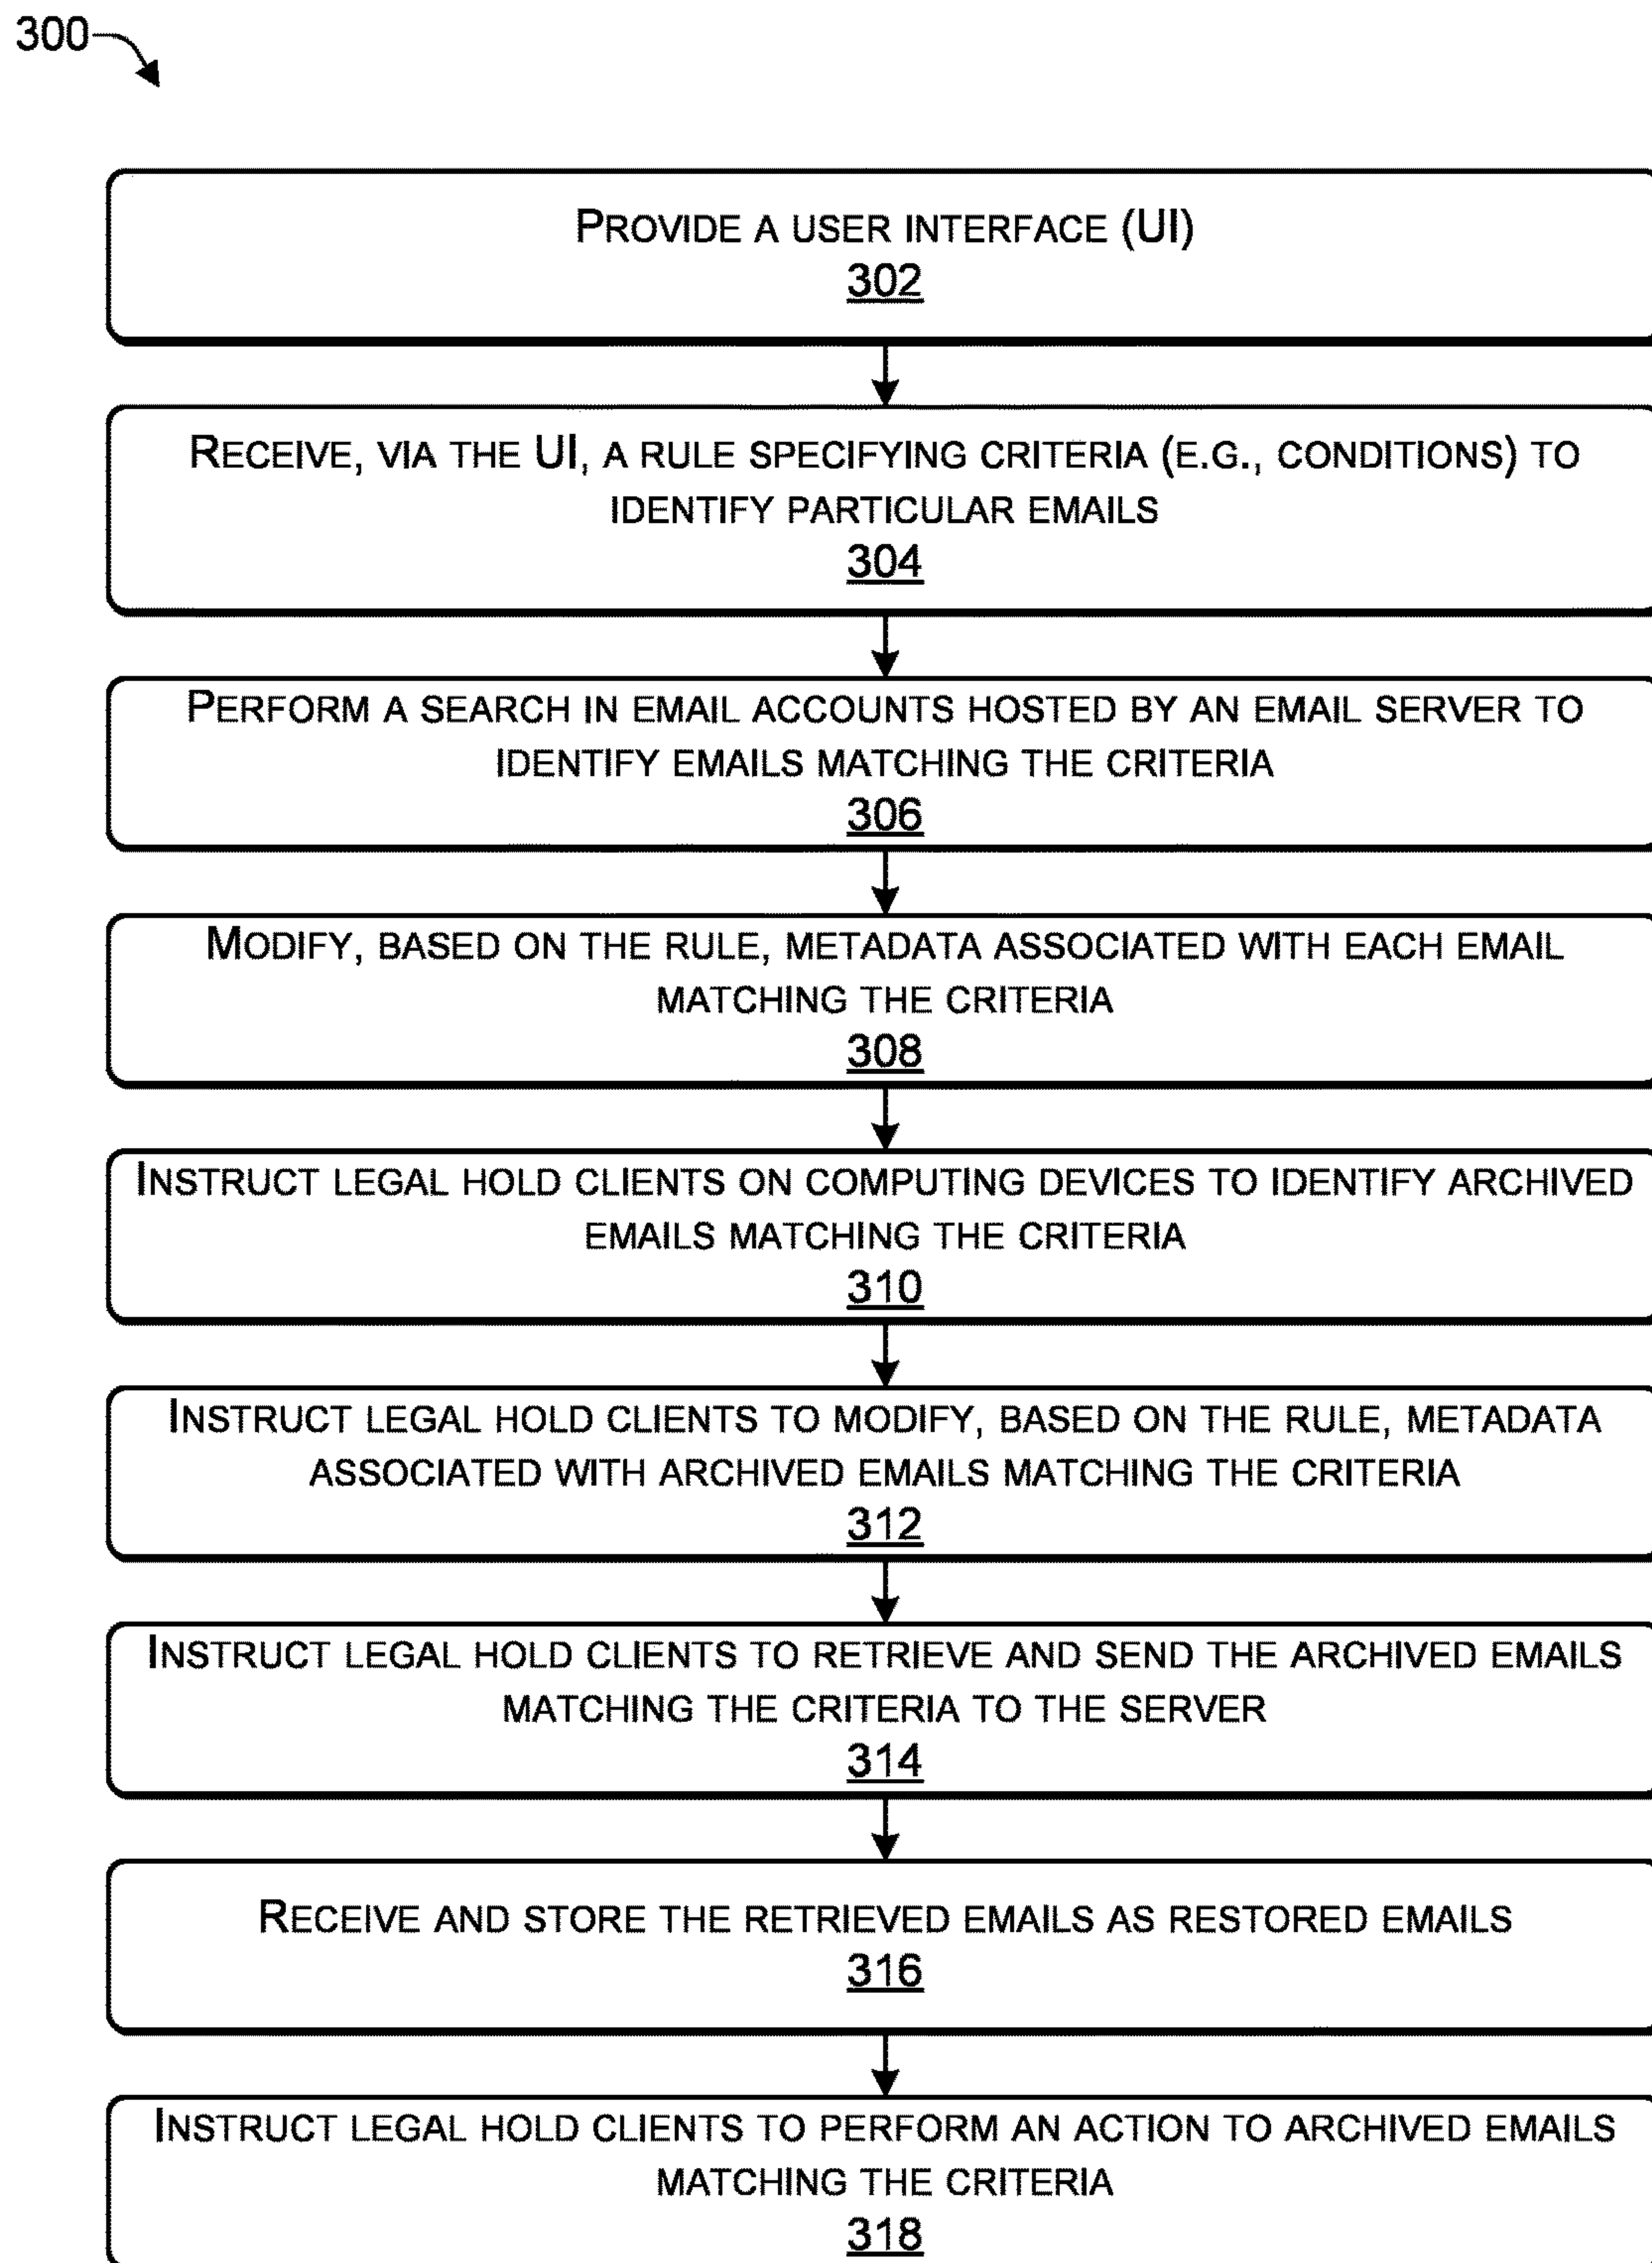 300
PROVIDE A USER INTERFACE (UI)
302
RECEIVE, VIA THE UI, A RULE SPECIFYING CRITERIA (E.G., CONDITIONS) TO
IDENTIFY PARTICULAR EMAILS
304
PERFORM A SEARCH IN EMAIL ACCOUNTS HOSTED BY AN EMAIL SERVER TO
IDENTIFY EMAILS MATCHING THE CRITERIA
306
MODIFY, BASED ON THE RULE, METADATA ASSOCIATED WITH EACH EMAIL
MATCHING THE CRITERIA
308
INSTRUCT LEGAL HOLD CLIENTS ON COMPUTING DEVICES TO IDENTIFY ARCHIVED
EMAILS MATCHING THE CRITERIA
310
INSTRUCT LEGAL HOLD CLIENTS TO MODIFY, BASED ON THE RULE, METADATA
ASSOCIATED WITH ARCHIVED EMAILS MATCHING THE CRITERIA
312
INSTRUCT LEGAL HOLD CLIENTS TO RETRIEVE AND SEND THE ARCHIVED EMAILS
MATCHING THE CRITERIA TO THE SERVER
314
RECEIVE AND STORE THE RETRIEVED EMAILS AS RESTORED EMAILS
316
INSTRUCT LEGAL HOLD CLIENTS TO PERFORM AN ACTION TO ARCHIVED EMAILS
MATCHING THE CRITERIA
318